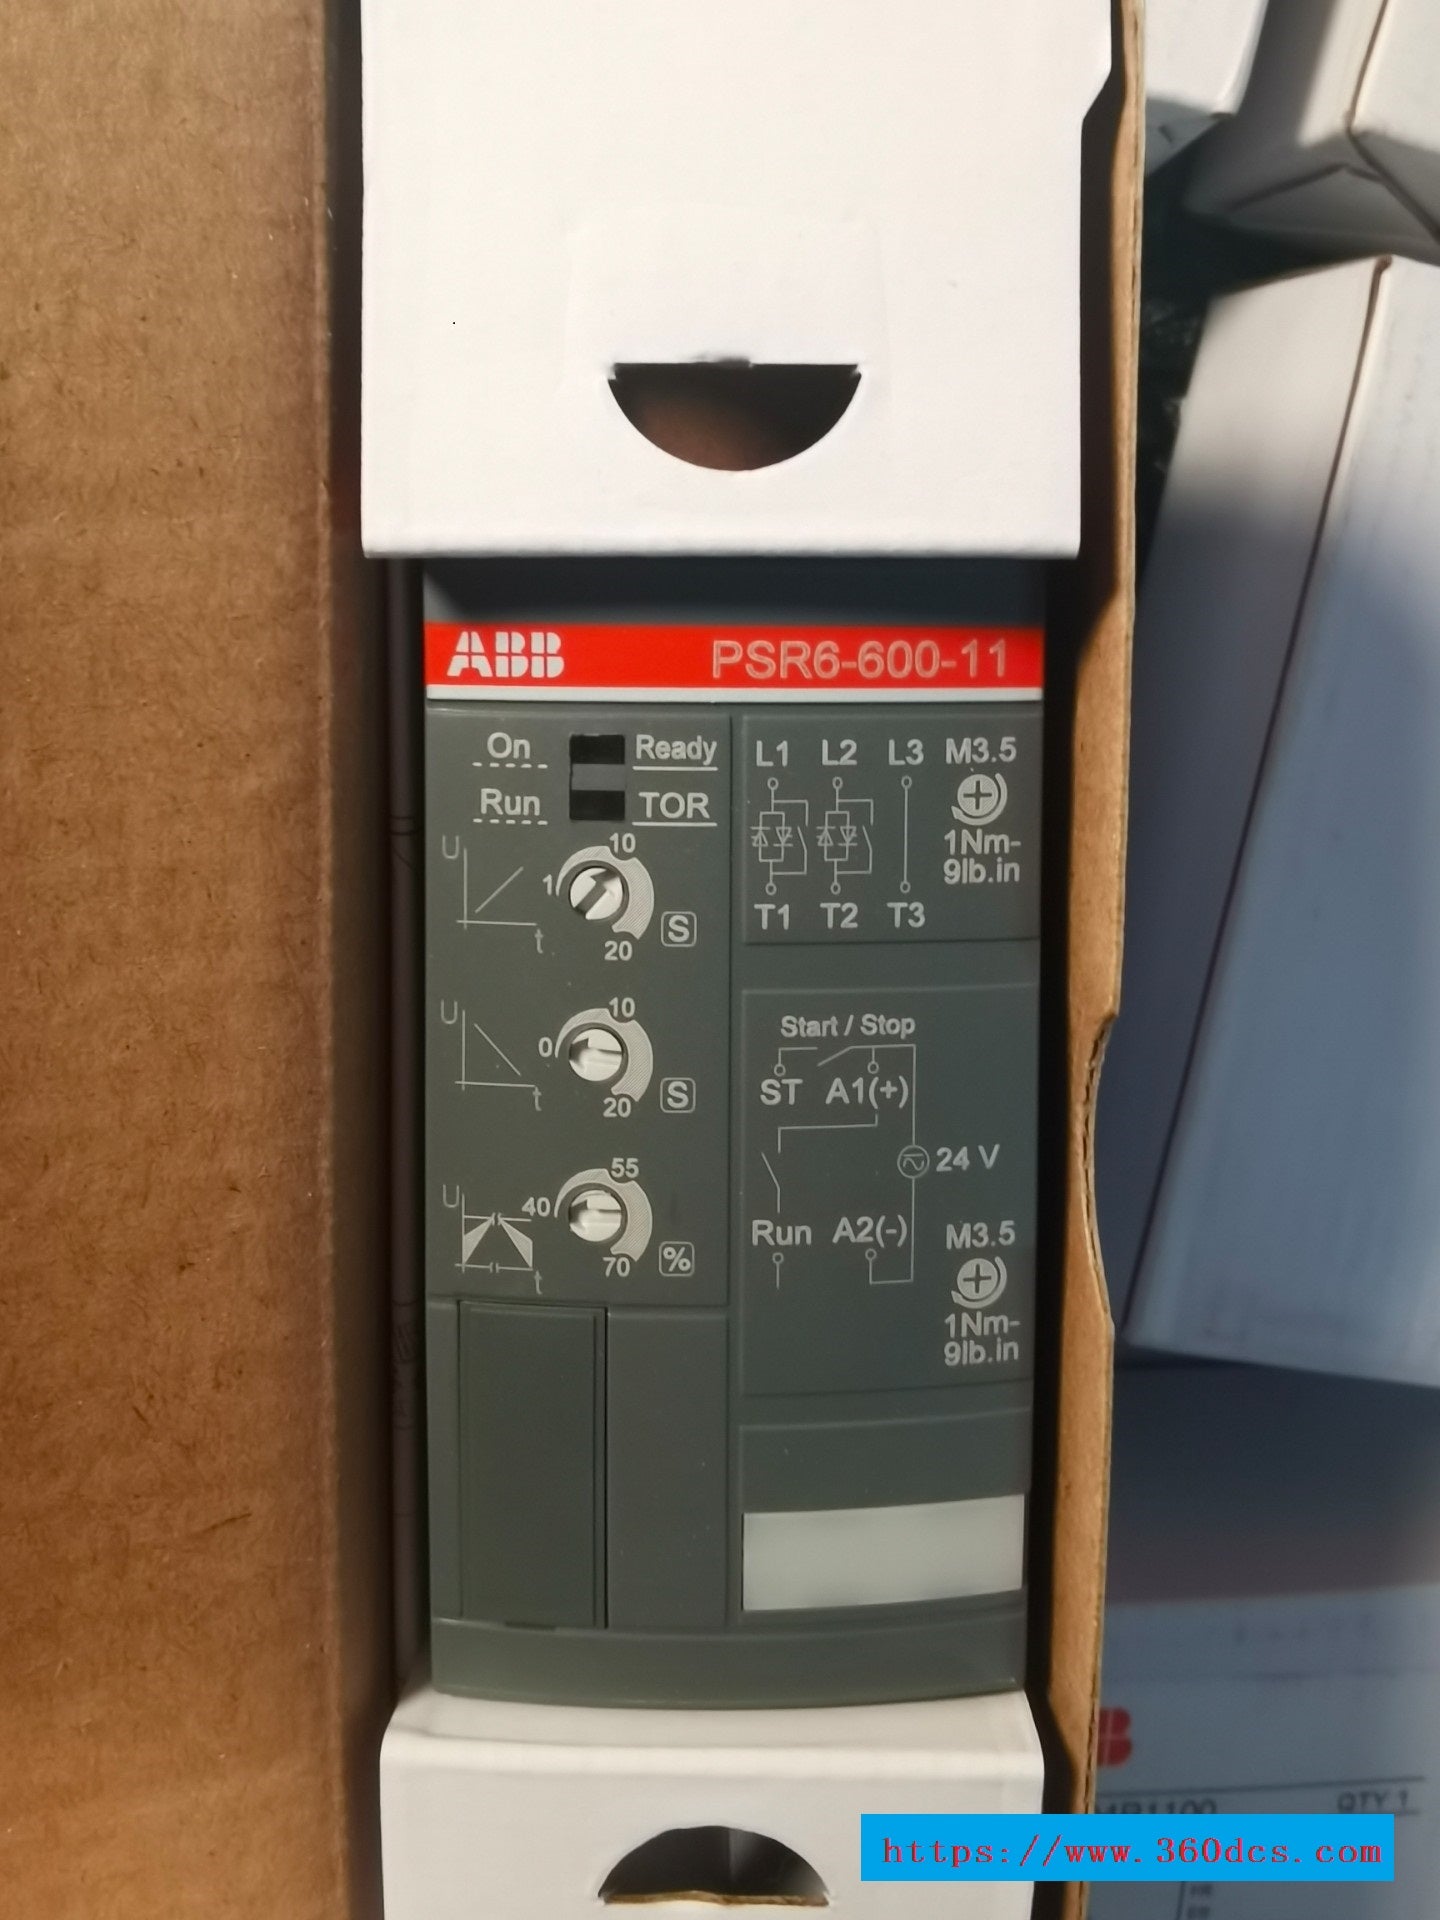 ABB PSR6-600-11
On Ready
Run TOR
U
10
1
S
20
t
U
10
0
S
20
t
U
55
40
%
70
t
L1 L2 L3 M3.5
1Nm-
9lb.in
T1 T2 T3
Start / Stop
ST A1(+)
24 V
Run A2(-)
M3.5
1Nm-
9lb.in
QTY 1
https://www.360dcs.com